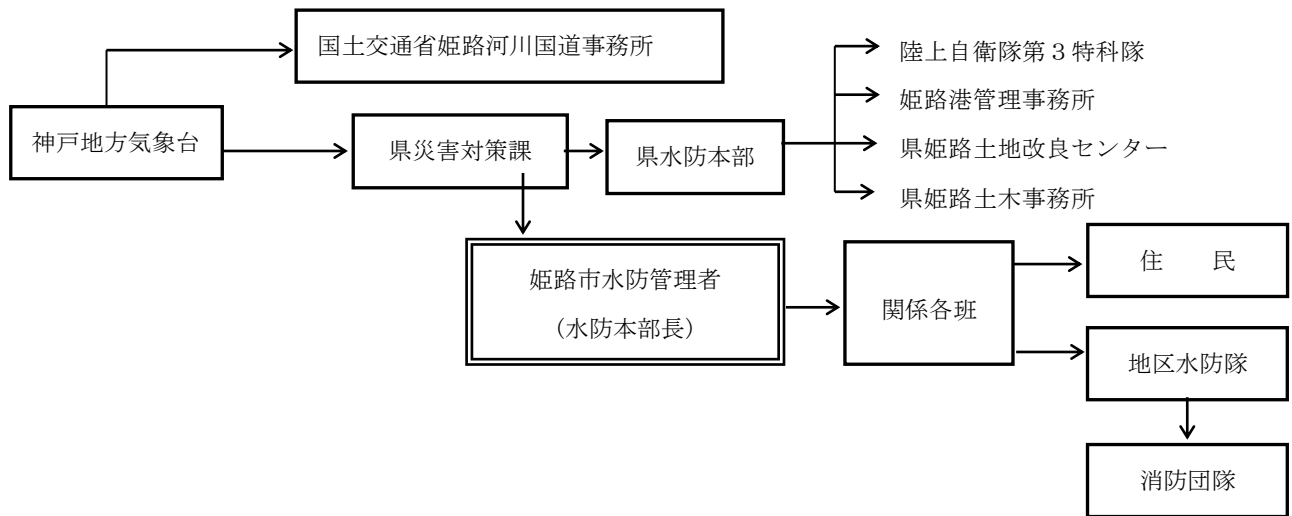 国土交通省姫路河川国道事務所
陸上自衛隊第３特科隊
姫路港管理事務所
神戸地方気象台
県災害対策課
県水防本部
県姫路土地改良センター
県姫路土木事務所
姫路市水防管理者
（水防本部長）
関係各班
住　　民
地区水防隊
消防団隊